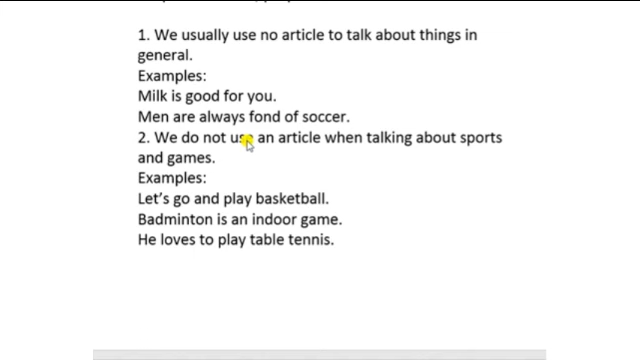 1. We usually use no article to talk about things in
general.
Examples:
Milk is good for you.
Men are always fond of soccer.
2. We do not use an article when talking about sports
and games.
Examples:
Let's go and play basketball.
Badminton is an indoor game.
He loves to play table tennis.